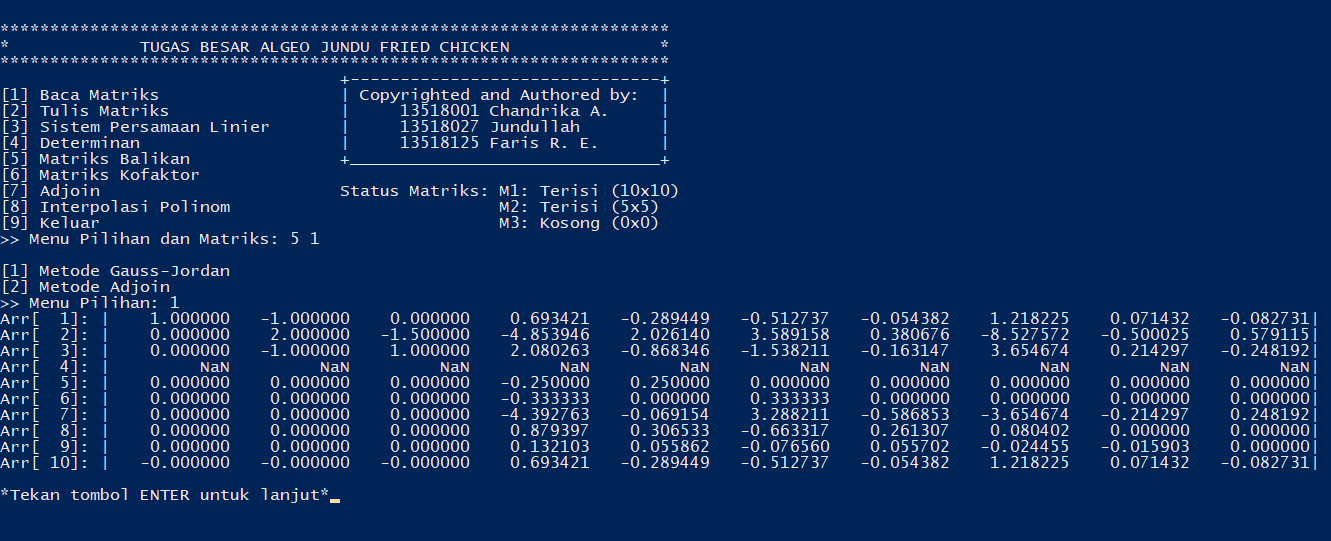 *******************************************************************
*             TUGAS BESAR ALGEO JUNDU FRIED CHICKEN               *
*******************************************************************
                                  +-------------------------------+
[1] Baca Matriks                  | Copyrighted and Authored by:  |
[2] Tulis Matriks                 |     13518001 Chandrika A.     |
[3] Sistem Persamaan Linier       |     13518027 Jundullah        |
[4] Determinan                    |     13518125 Faris R. E.      |
[5] Matriks Balikan               +_______________________________+
[6] Matriks Kofaktor
[7] Adjoin                        Status Matriks: M1: Terisi (10x10)
[8] Interpolasi Polinom                           M2: Terisi (5x5)
[9] Keluar                                        M3: Kosong (0x0)
>> Menu Pilihan dan Matriks: 5 1

[1] Metode Gauss-Jordan
[2] Metode Adjoin
>> Menu Pilihan: 1
Arr[  1]: |    1.000000   -1.000000    0.000000    0.693421   -0.289449   -0.512737   -0.054382    1.218225    0.071432   -0.082731|
Arr[  2]: |    0.000000    2.000000   -1.500000   -4.853946    2.026140    3.589158    0.380676   -8.527572   -0.500025    0.579115|
Arr[  3]: |    0.000000   -1.000000    1.000000    2.080263   -0.868346   -1.538211   -0.163147    3.654674    0.214297   -0.248192|
Arr[  4]: |         NaN         NaN         NaN         NaN         NaN         NaN         NaN         NaN         NaN         NaN|
Arr[  5]: |    0.000000    0.000000    0.000000   -0.250000    0.250000    0.000000    0.000000    0.000000    0.000000    0.000000|
Arr[  6]: |    0.000000    0.000000    0.000000   -0.333333    0.000000    0.333333    0.000000    0.000000    0.000000    0.000000|
Arr[  7]: |    0.000000    0.000000    0.000000   -4.392763   -0.069154    3.288211   -0.586853   -3.654674   -0.214297    0.248192|
Arr[  8]: |    0.000000    0.000000    0.000000    0.879397    0.306533   -0.663317    0.261307    0.080402    0.000000    0.000000|
Arr[  9]: |    0.000000    0.000000    0.000000    0.132103    0.055862   -0.076560    0.055702   -0.024455   -0.015903    0.000000|
Arr[ 10]: |   -0.000000   -0.000000   -0.000000    0.693421   -0.289449   -0.512737   -0.054382    1.218225    0.071432   -0.082731|

*Tekan tombol ENTER untuk lanjut*